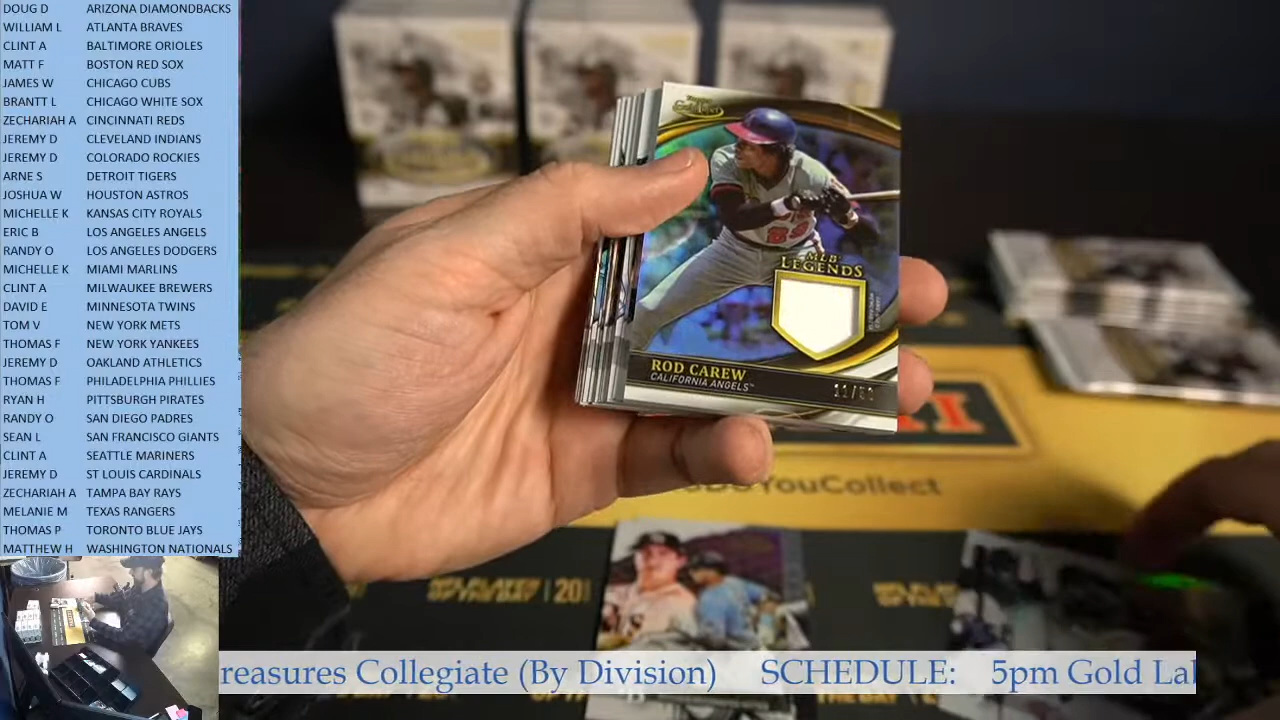 DOUG D ARIZONA DIAMONDBACKS
WILLIAM L ATLANTA BRAVES
CLINT A BALTIMORE ORIOLES
MATT F BOSTON RED SOX
JAMES W CHICAGO CUBS
BRANTT L CHICAGO WHITE SOX
ZECHARIAH A CINCINNATI REDS
JEREMY D CLEVELAND INDIANS
JEREMY D COLORADO ROCKIES
ARNE S DETROIT TIGERS
JOSHUA W HOUSTON ASTROS
MICHELLE K KANSAS CITY ROYALS
ERIC B LOS ANGELES ANGELS
RANDY O LOS ANGELES DODGERS
MICHELLE K MIAMI MARLINS
CLINT A MILWAUKEE BREWERS
DAVID E MINNESOTA TWINS
TOM V NEW YORK METS
THOMAS F NEW YORK YANKEES
JEREMY D OAKLAND ATHLETICS
THOMAS F PHILADELPHIA PHILLIES
RYAN H PITTSBURGH PIRATES
RANDY O SAN DIEGO PADRES
SEAN L SAN FRANCISCO GIANTS
CLINT A SEATTLE MARINERS
JEREMY D ST LOUIS CARDINALS
ZECHARIAH A TAMPA BAY RAYS
MELANIE M TEXAS RANGERS
THOMAS P TORONTO BLUE JAYS
MATTHEW H WASHINGTON NATIONALS
MLB LEGENDS
ROD CAREW
CALIFORNIA ANGELS™
11/50
YouCollect
20
reasures Collegiate (By Division) SCHEDULE: 5pm Gold Lal